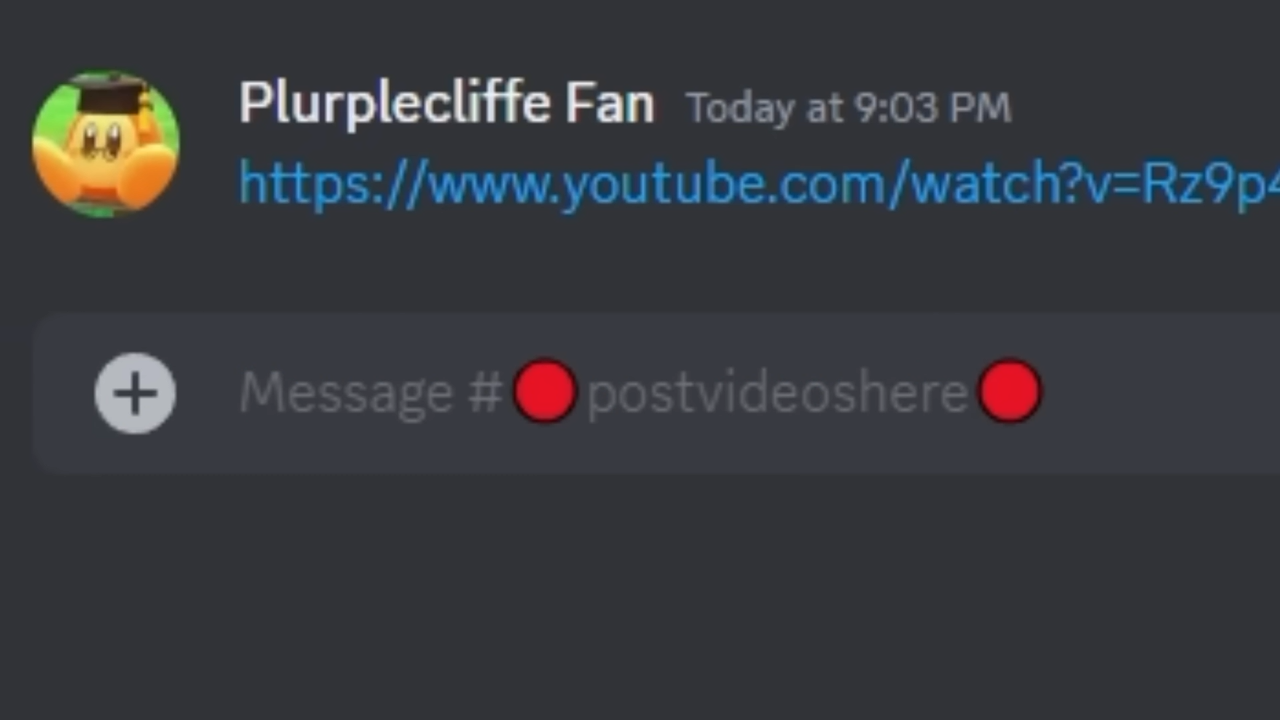 Plurplecliffe Fan Today at 9:03 PM
https://www.youtube.com/watch?v=Rz9p4
Message #🔴postvideoshere🔴